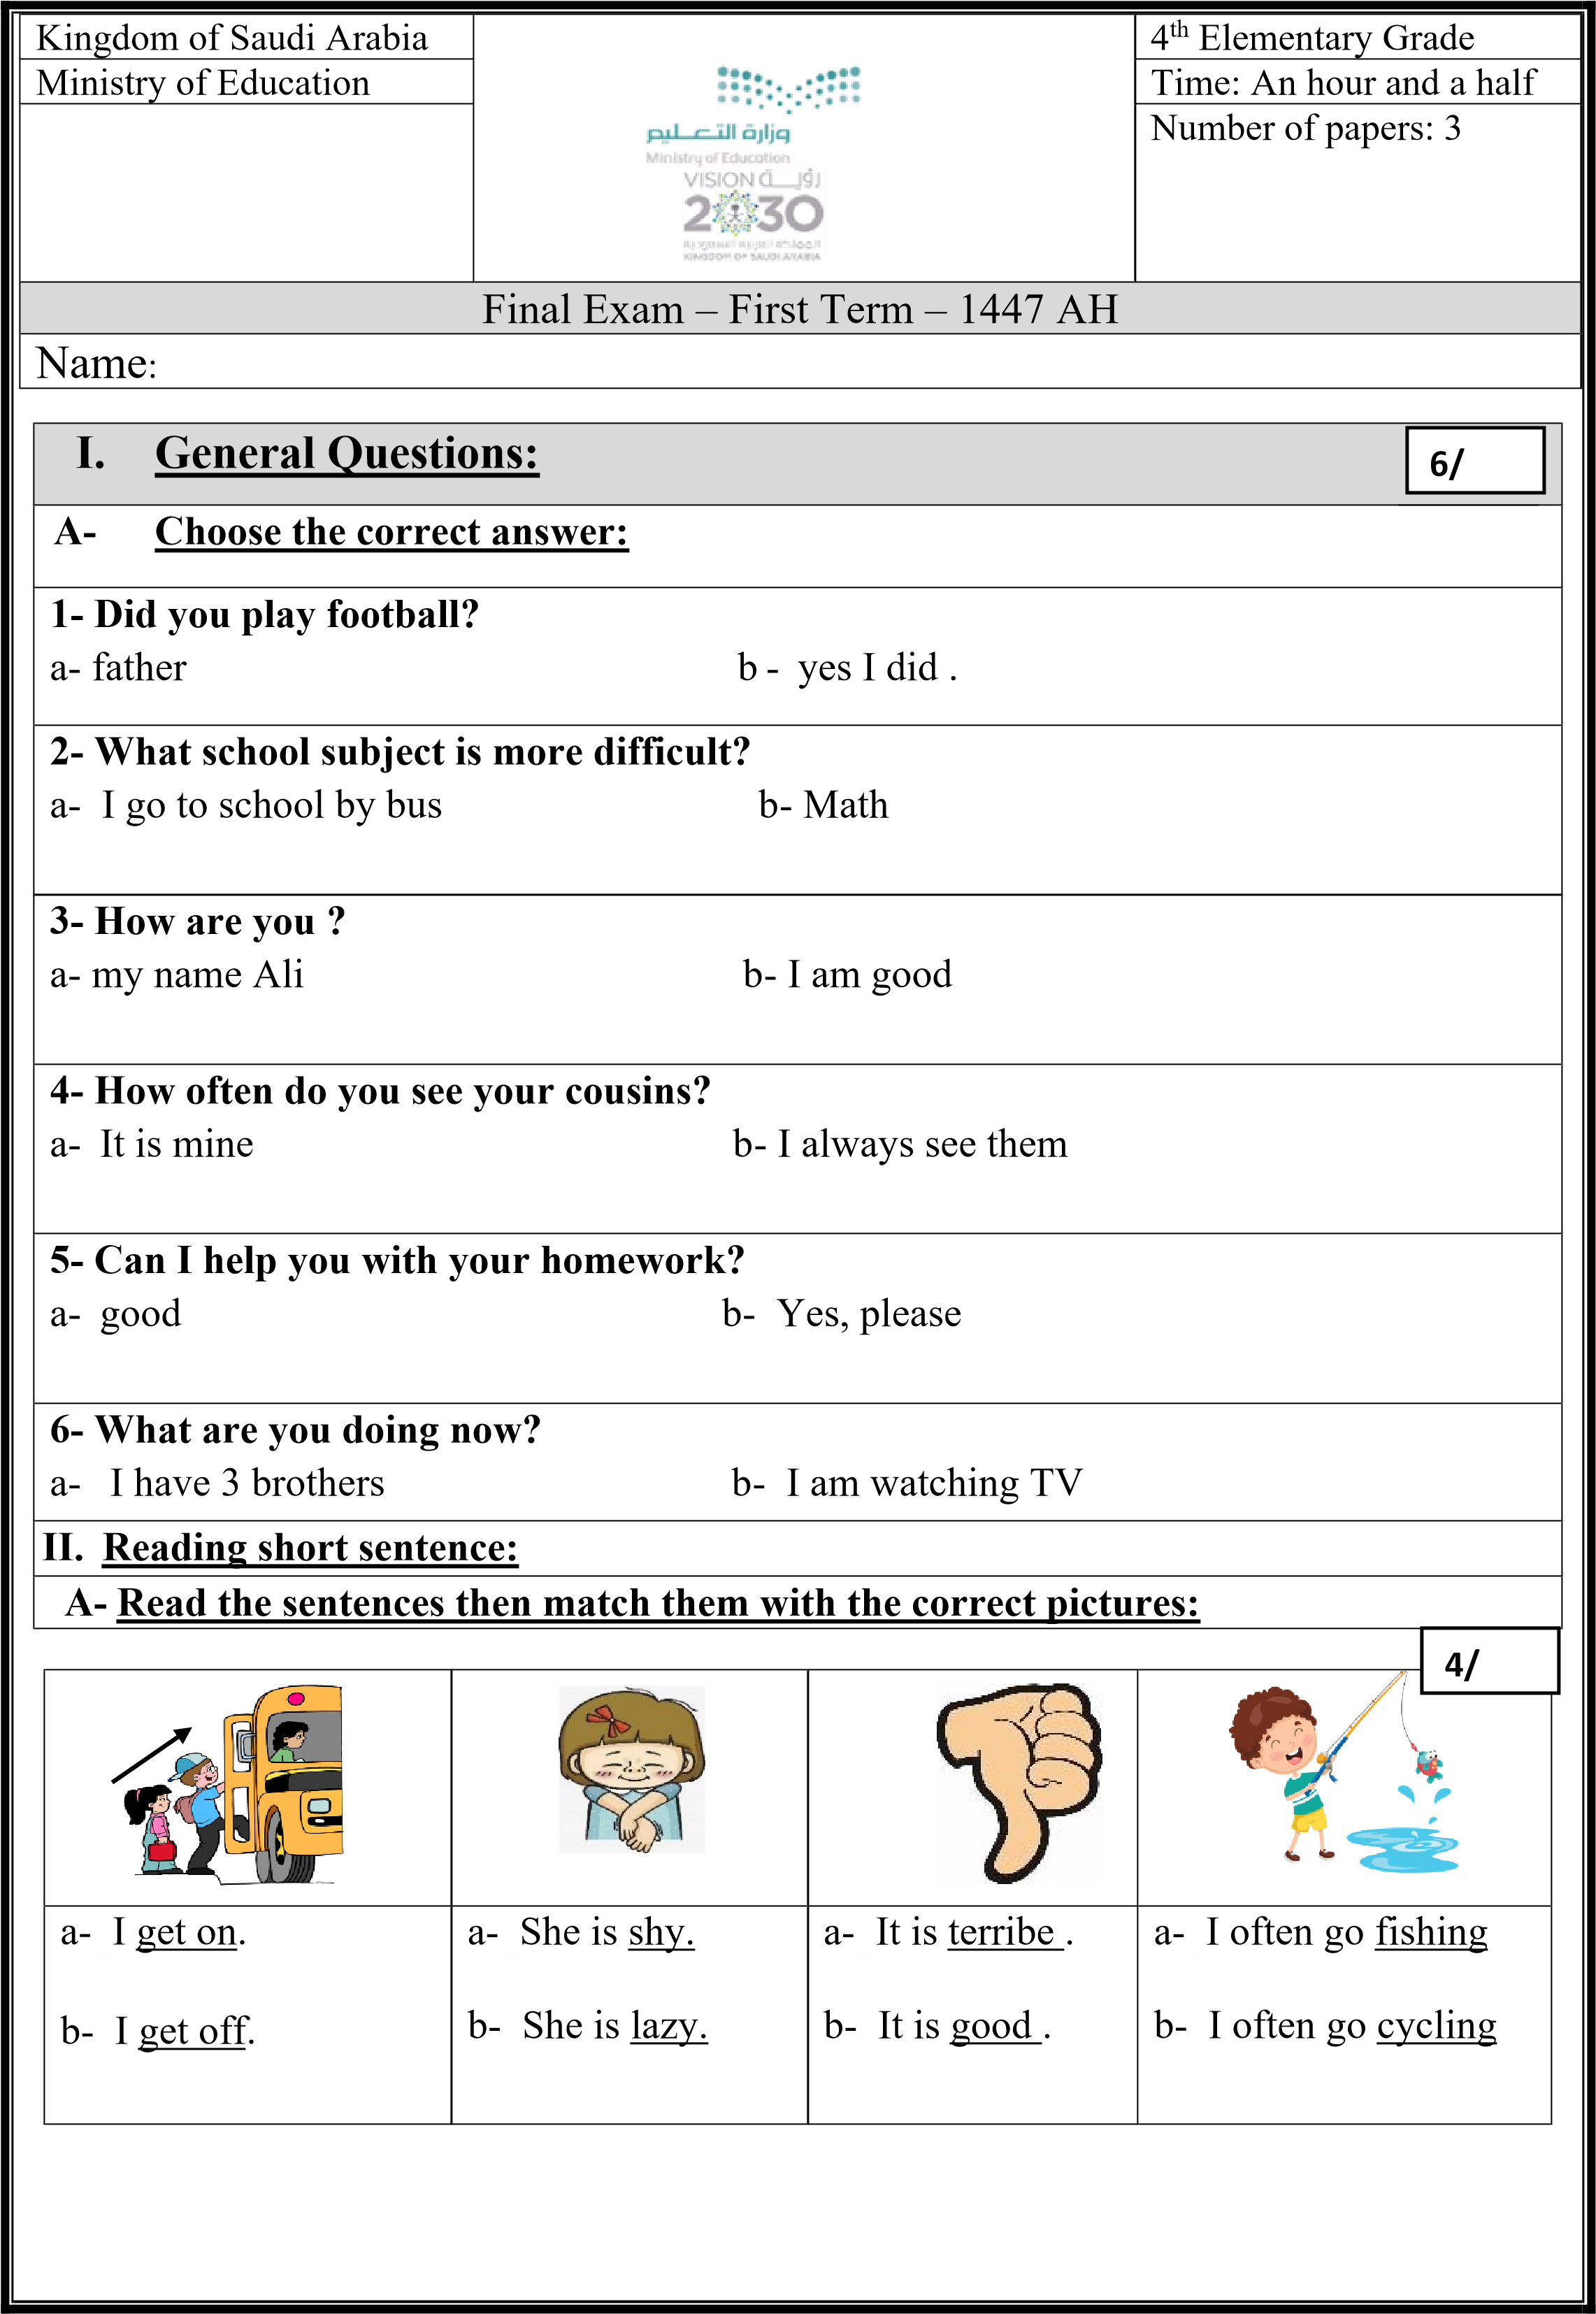 Kingdom of Saudi Arabia
Ministry of Education
وزارة التعليم
Ministry of Education
VISION رؤية
2030
المملكة العربية السعودية
KINGDOM OF SAUDI ARABIA
4th Elementary Grade
Time: An hour and a half
Number of papers: 3
Final Exam – First Term – 1447 AH
Name:
I. General Questions:
6/
A- Choose the correct answer:
1- Did you play football?
a- father b - yes I did .
2- What school subject is more difficult?
a- I go to school by bus b- Math
3- How are you ?
a- my name Ali b- I am good
4- How often do you see your cousins?
a- It is mine b- I always see them
5- Can I help you with your homework?
a- good b- Yes, please
6- What are you doing now?
a- I have 3 brothers b- I am watching TV
II. Reading short sentence:
A- Read the sentences then match them with the correct pictures:
4/
a- I get on.
b- I get off.
a- She is shy.
b- She is lazy.
a- It is terribe .
b- It is good .
a- I often go fishing
b- I often go cycling